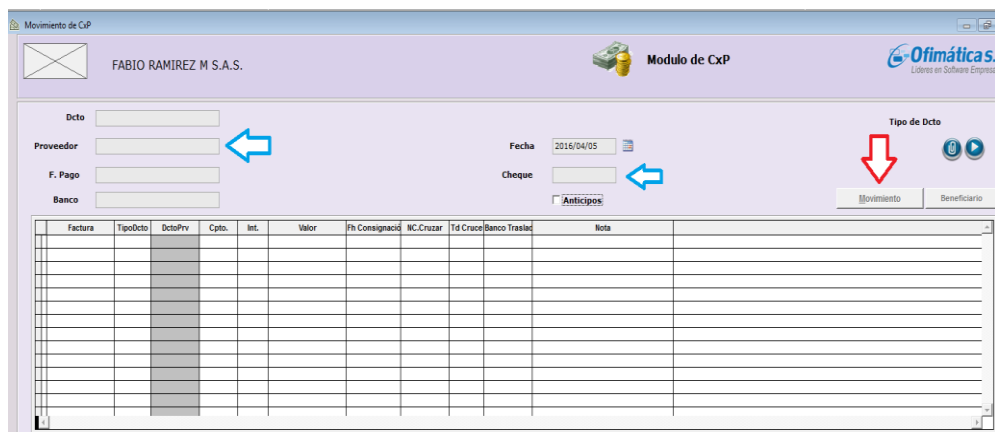 Movimiento de CxP
FABIO RAMIREZ M S.A.S.
Modulo de CxP
Ofimática s.
Líderes en Software Empresa
Dcto
Tipo de Dcto
Proveedor
Fecha 2016/04/05
F. Pago
Cheque
Banco
Anticipos
Movimiento Beneficiario
Factura TipoDcto DctoPrv Cpto. Int. Valor Fh Consignació NC.Cruzar Td Cruce Banco Traslad Nota